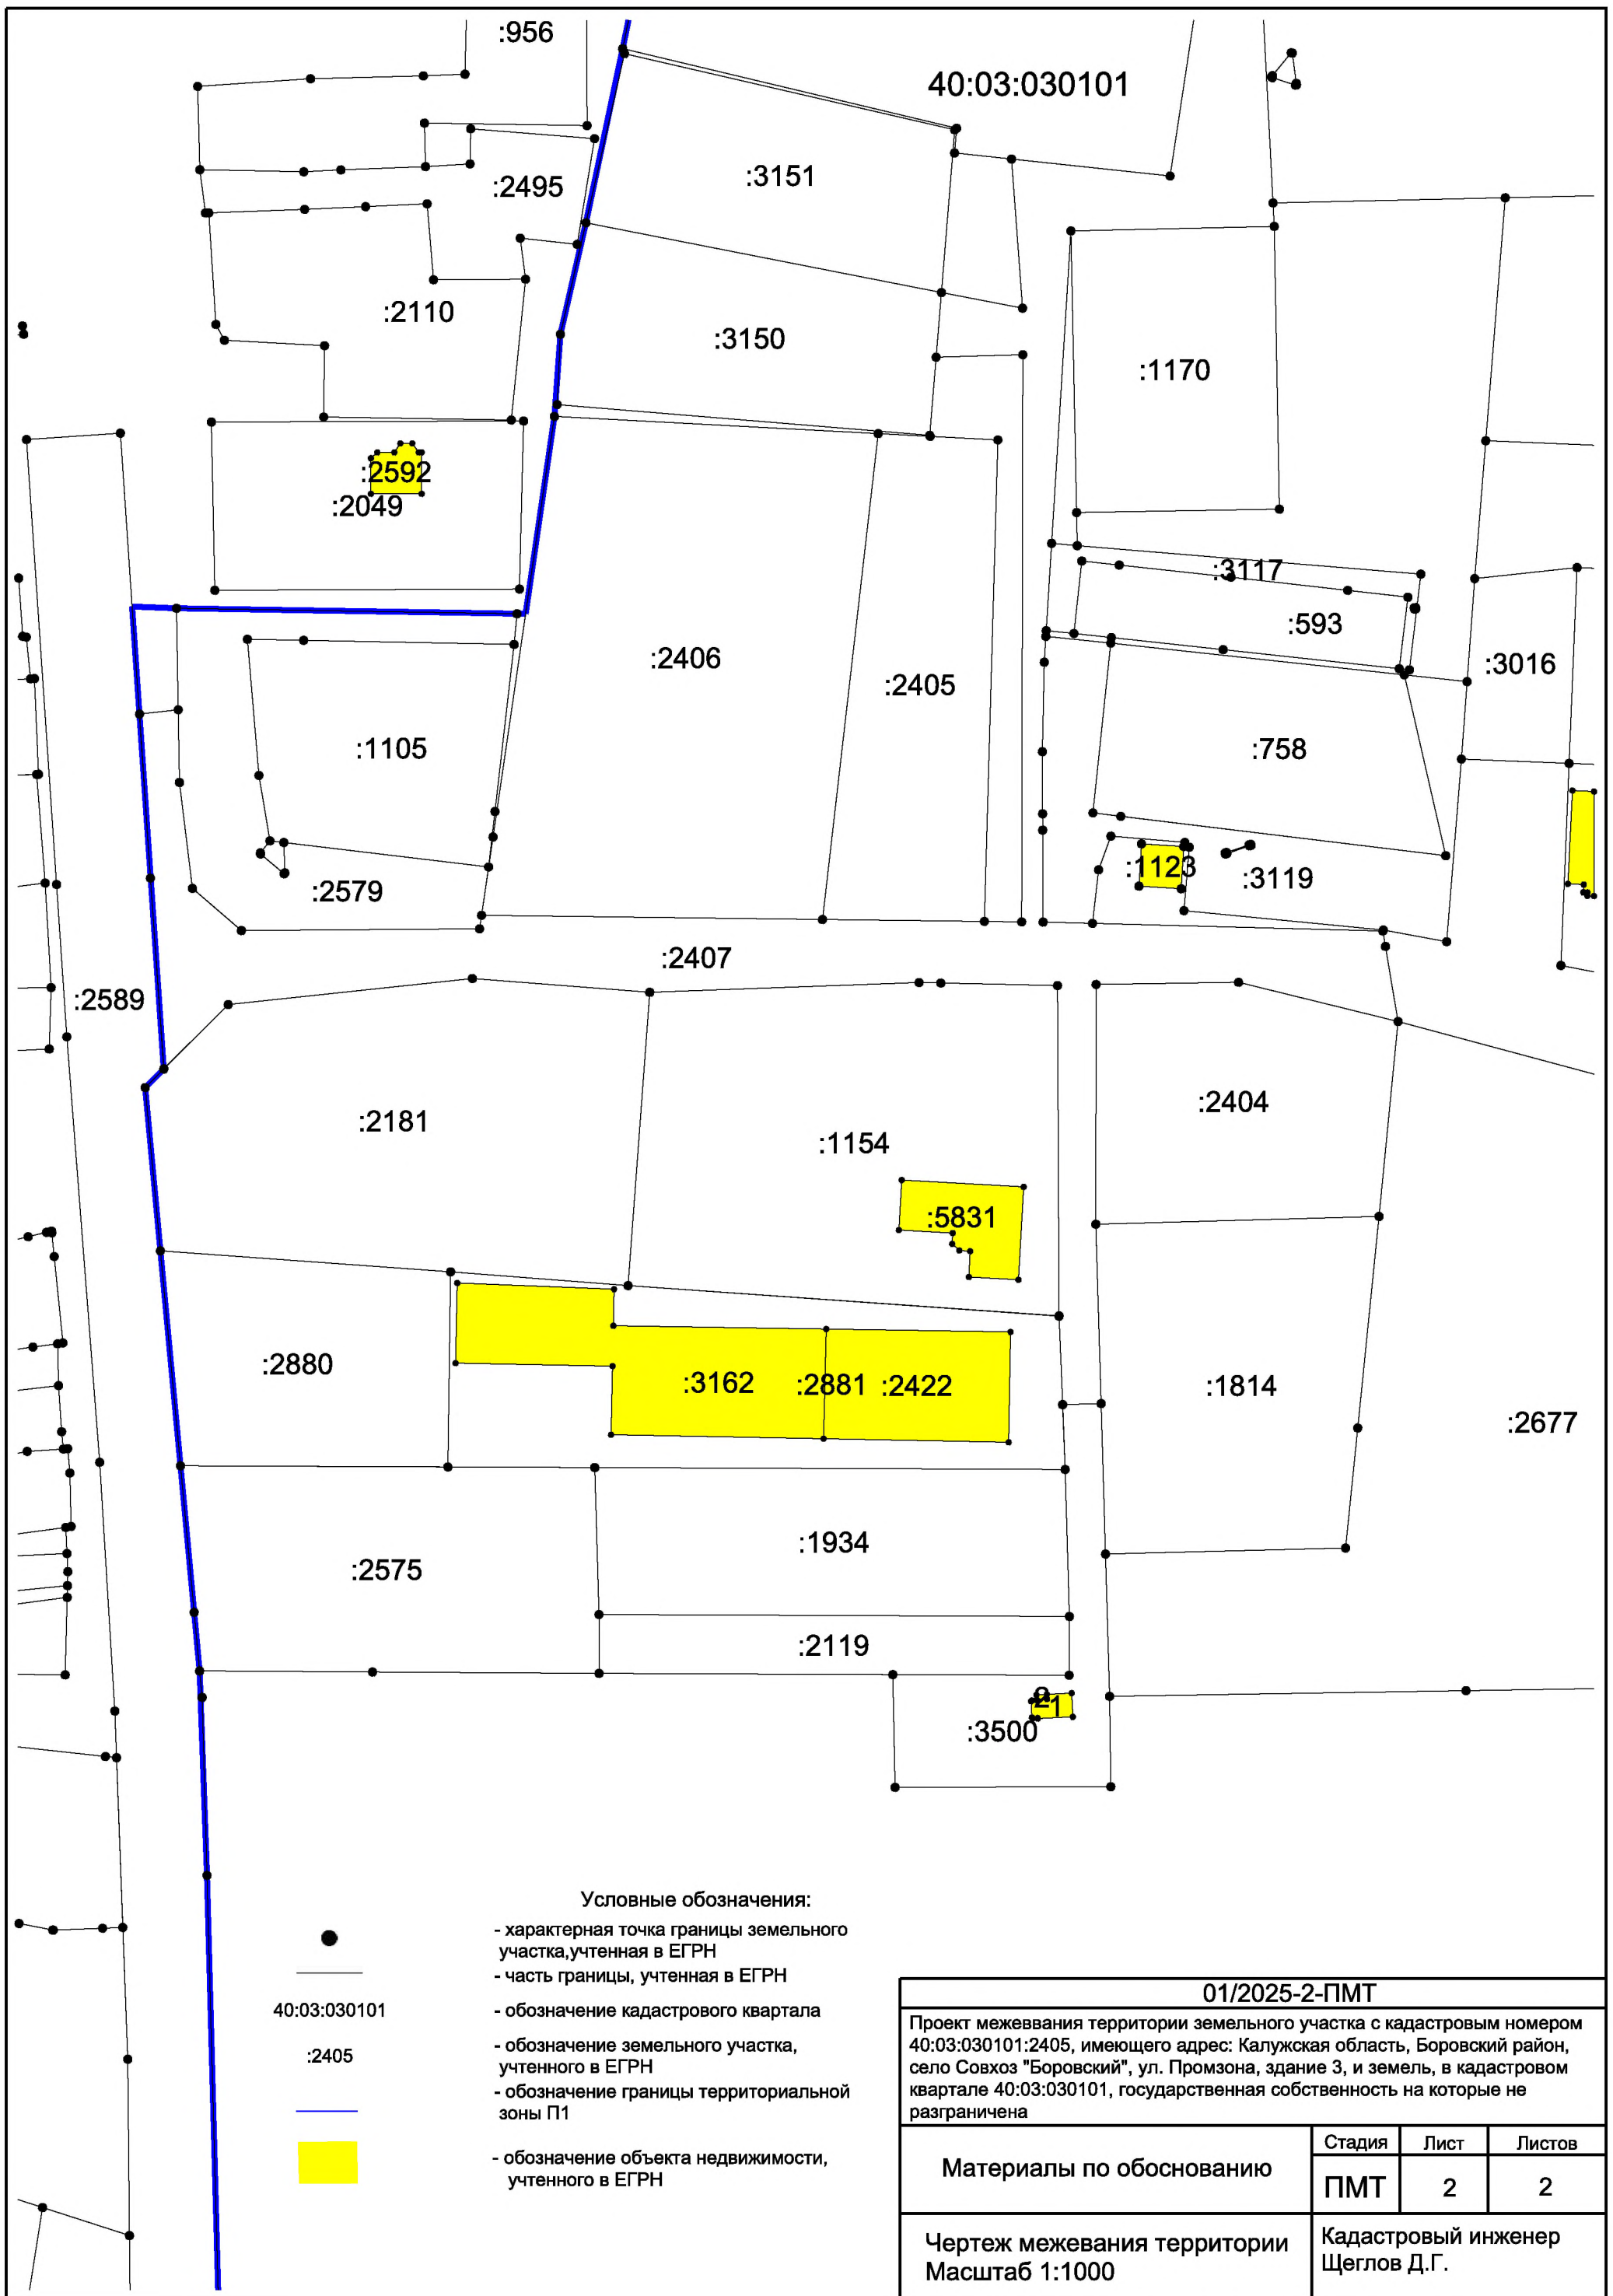 :956
40:03:030101
:3151
:2495
:2110
:3150
:1170
:2592
:2049
:3117
:593
:2406
:3016
:2405
:1105
:758
:1123
:3119
:2579
:2407
:2589
:2404
:2181
:1154
:5831
:2880
:3162
:2881
:2422
:1814
:2677
:1934
:2575
:2119
21
:3500
Условные обозначения:
- характерная точка границы земельного
участка,учтенная в ЕГРН
- часть границы, учтенная в ЕГРН
40:03:030101
- обозначение кадастрового квартала
:2405
- обозначение земельного участка,
учтенного в ЕГРН
- обозначение границы территориальной
зоны П1
- обозначение объекта недвижимости,
учтенного в ЕГРН
01/2025-2-ПМТ
Проект межеввания территории земельного участка с кадастровым номером
40:03:030101:2405, имеющего адрес: Калужская область, Боровский район,
село Совхоз "Боровский", ул. Промзона, здание 3, и земель, в кадастровом
квартале 40:03:030101, государственная собственность на которые не
разграничена
Материалы по обоснованию
Стадия
Лист
Листов
ПМТ
2
2
Чертеж межевания территории
Масштаб 1:1000
Кадастровый инженер
Щеглов Д.Г.